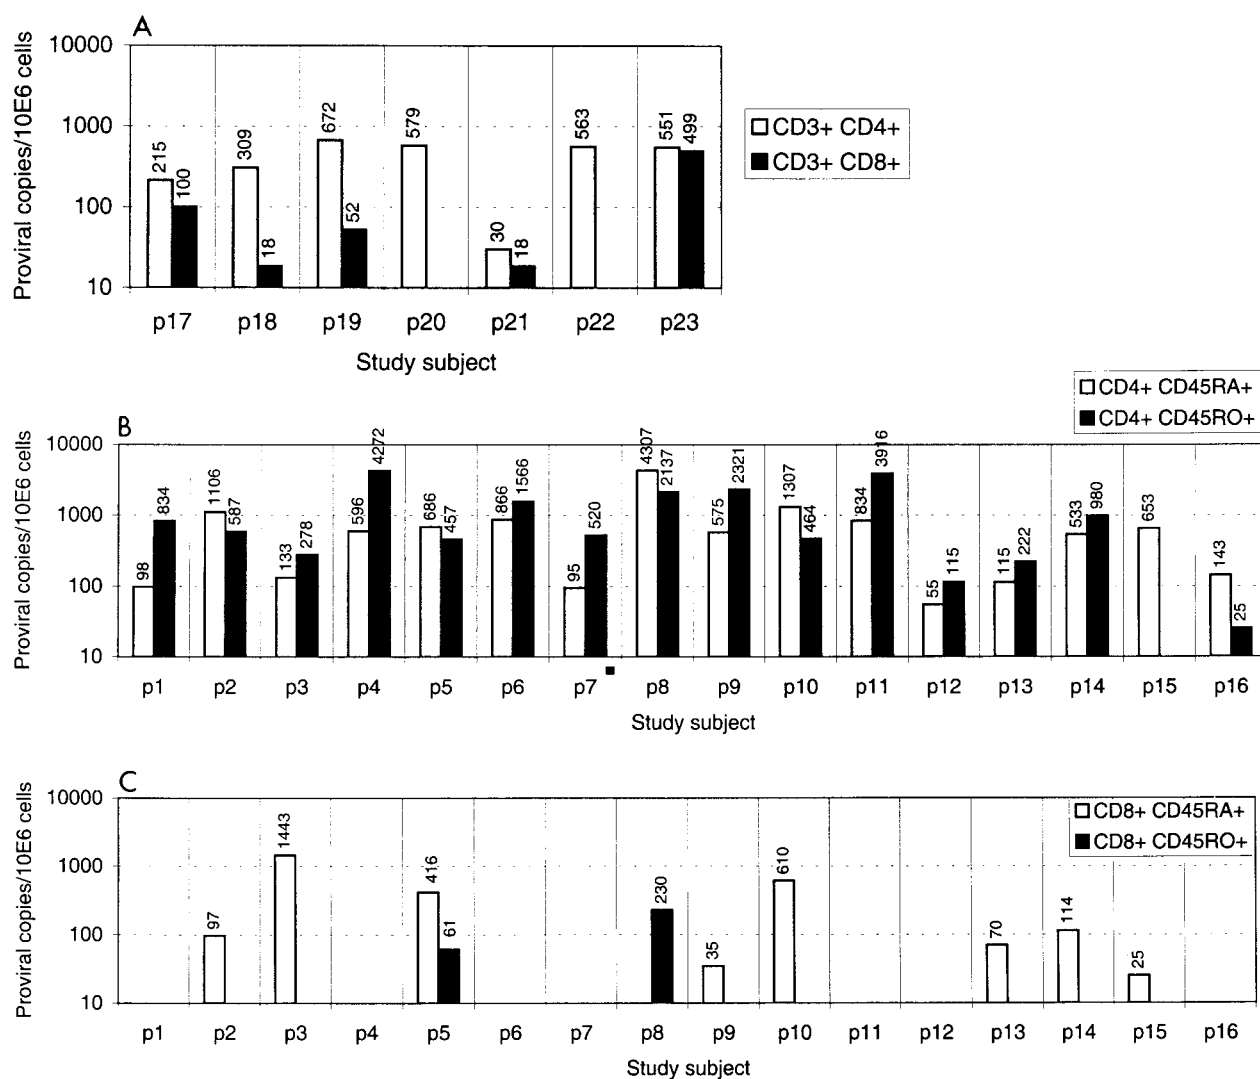 A
Proviral copies/10E6 cells
10000
1000
100
10
215 100 309 18 672 52 579 30 18 563 551 499
p17 p18 p19 p20 p21 p22 p23
Study subject
CD3+ CD4+
CD3+ CD8+
CD4+ CD45RA+
CD4+ CD45RO+
B
Proviral copies/10E6 cells
10000
1000
100
10
98 834 1106 587 133 278 596 4272 686 457 866 1566 95 520 4307 2137 575 2321 1307 464 834 3916 55 115 115 222 533 980 653 143 25
p1 p2 p3 p4 p5 p6 p7 p8 p9 p10 p11 p12 p13 p14 p15 p16
Study subject
C
Proviral copies/10E6 cells
10000
1000
100
10
CD8+ CD45RA+
CD8+ CD45RO+
97 1443 416 61 230 35 610 70 114 25
p1 p2 p3 p4 p5 p6 p7 p8 p9 p10 p11 p12 p13 p14 p15 p16
Study subject